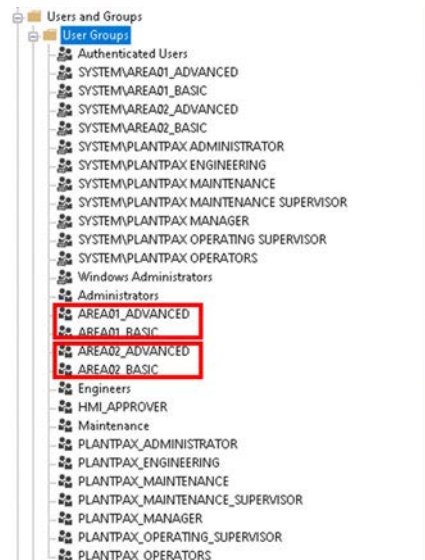 Users and Groups
User Groups
Authenticated Users
SYSTEM\AREA01_ADVANCED
SYSTEM\AREA01_BASIC
SYSTEM\AREA02_ADVANCED
SYSTEM\AREA02_BASIC
SYSTEM\PLANTPAX ADMINISTRATOR
SYSTEM\PLANTPAX ENGINEERING
SYSTEM\PLANTPAX MAINTENANCE
SYSTEM\PLANTPAX MAINTENANCE SUPERVISOR
SYSTEM\PLANTPAX MANAGER
SYSTEM\PLANTPAX OPERATING SUPERVISOR
SYSTEM\PLANTPAX OPERATORS
Windows Administrators
Administrators
AREA01_ADVANCED
AREA01_BASIC
AREA02_ADVANCED
AREA02_BASIC
Engineers
HMI_APPROVER
Maintenance
PLANTPAX_ADMINISTRATOR
PLANTPAX_ENGINEERING
PLANTPAX_MAINTENANCE
PLANTPAX_MAINTENANCE_SUPERVISOR
PLANTPAX_MANAGER
PLANTPAX_OPERATING_SUPERVISOR
PLANTPAX_OPERATORS